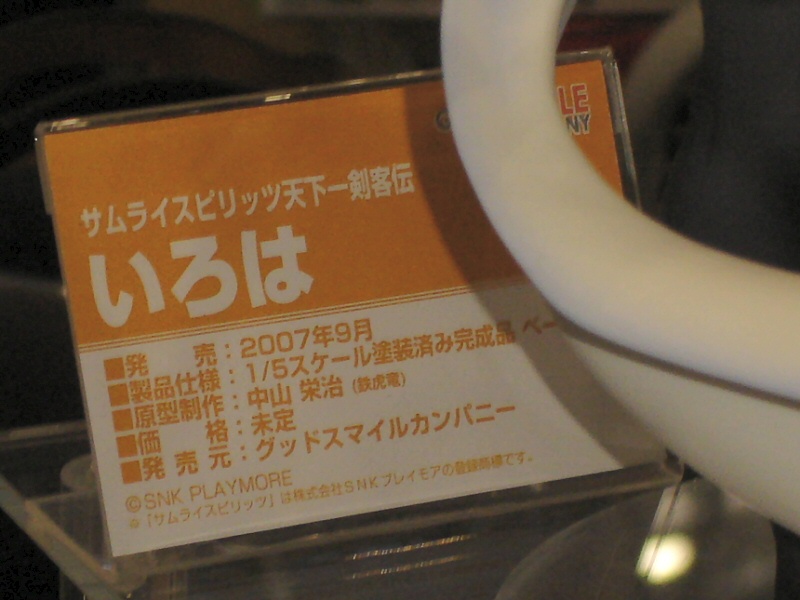 LE
NY
サムライスピリッツ天下一剣客伝
いろは
■発 売：2007年9月
■製品仕様：1/5スケール塗装済み完成品 ベー
■原型制作：中山 栄治 (鉄虎竜)
■価 格：未定
■発売元：グッドスマイルカンパニー
©SNK PLAYMORE
※「サムライスピリッツ」は株式会社SNKプレイモアの登録商標です。